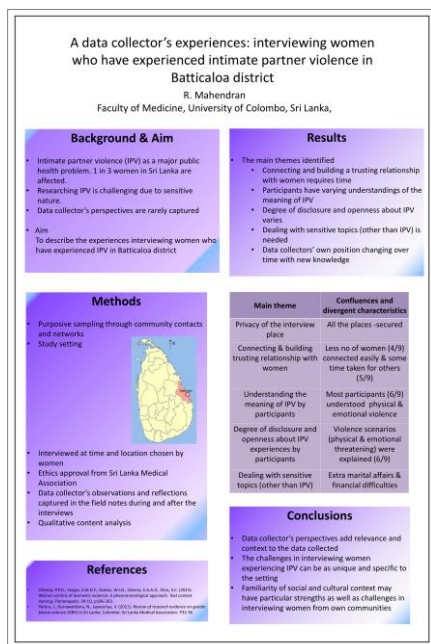 A data collector's experiences: interviewing women
who have experienced intimate partner violence in
Batticaloa district
R. Mahendran
Faculty of Medicine, University of Colombo, Sri Lanka,
Background & Aim
• Intimate partner violence (IPV) as a major public
health problem. 1 in 3 women in Sri Lanka are
affected.
• Researching IPV is challenging due to sensitive
nature.
• Data collector's perspectives are rarely captured
• Aim
To describe the experiences interviewing women who
have experienced IPV in Batticaloa district
Methods
• Purposive sampling through community contacts
and networks
• Study setting
• Interviewed at time and location chosen by
women
• Ethics approval from Sri Lanka Medical
Association
• Data collector's observations and reflections
captured in the field notes during and after the
interviews
• Qualitative content analysis
References
Results
• The main themes identified
• Connecting and building a trusting relationship
with women requires time
• Participants have varying understandings of the
meaning of IPV
• Degree of disclosure and openness about IPV
varies
• Dealing with sensitive topics (other than IPV) is
needed
• Data collectors' own position changing over
time with new knowledge
Main theme
Confluences and
divergent characteristics
Privacy of the interview
place
All the places -secured
Connecting & building
trusting relationship with
women
Less no of women (4/9)
connected easily & some
time taken for others
(5/9)
Understanding the
meaning of IPV by
participants
Most participants (6/9)
understood physical &
emotional violence
Degree of disclosure and
openness about IPV
experiences by
participants
Violence scenarios
(physical & emotional
threatening) were
explained (6/9)
Dealing with sensitive
topics (other than IPV)
Extra marital affairs &
financial difficulties
Conclusions
• Data collector's perspectives add relevance and
context to the data collected
• The challenges in interviewing women
experiencing IPV can be as unique and specific to
the setting
• Familiarity of social and cultural context may
have particular strengths as well as challenges in
interviewing women from own communities